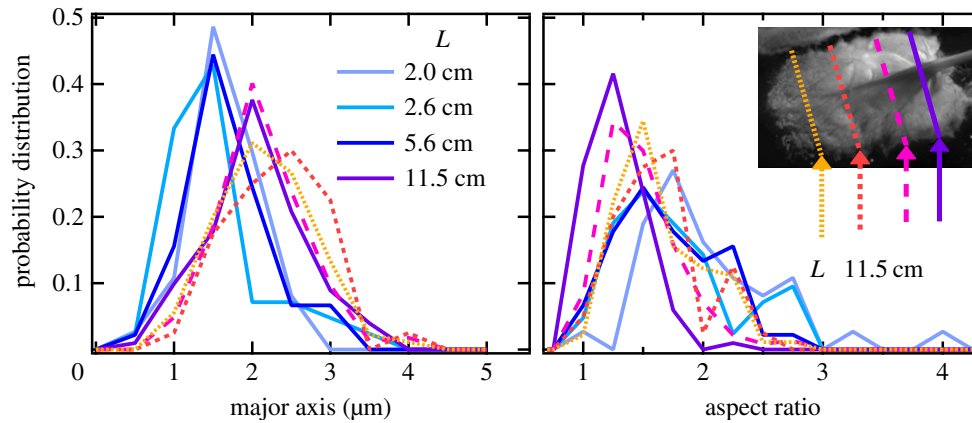 0.5
0.4
0.3
0.2
0.1
0
probability distribution
L
2.0 cm
2.6 cm
5.6 cm
11.5 cm
1 2 3 4 5
major axis (µm)
L 11.5 cm
1 2 3 4
aspect ratio